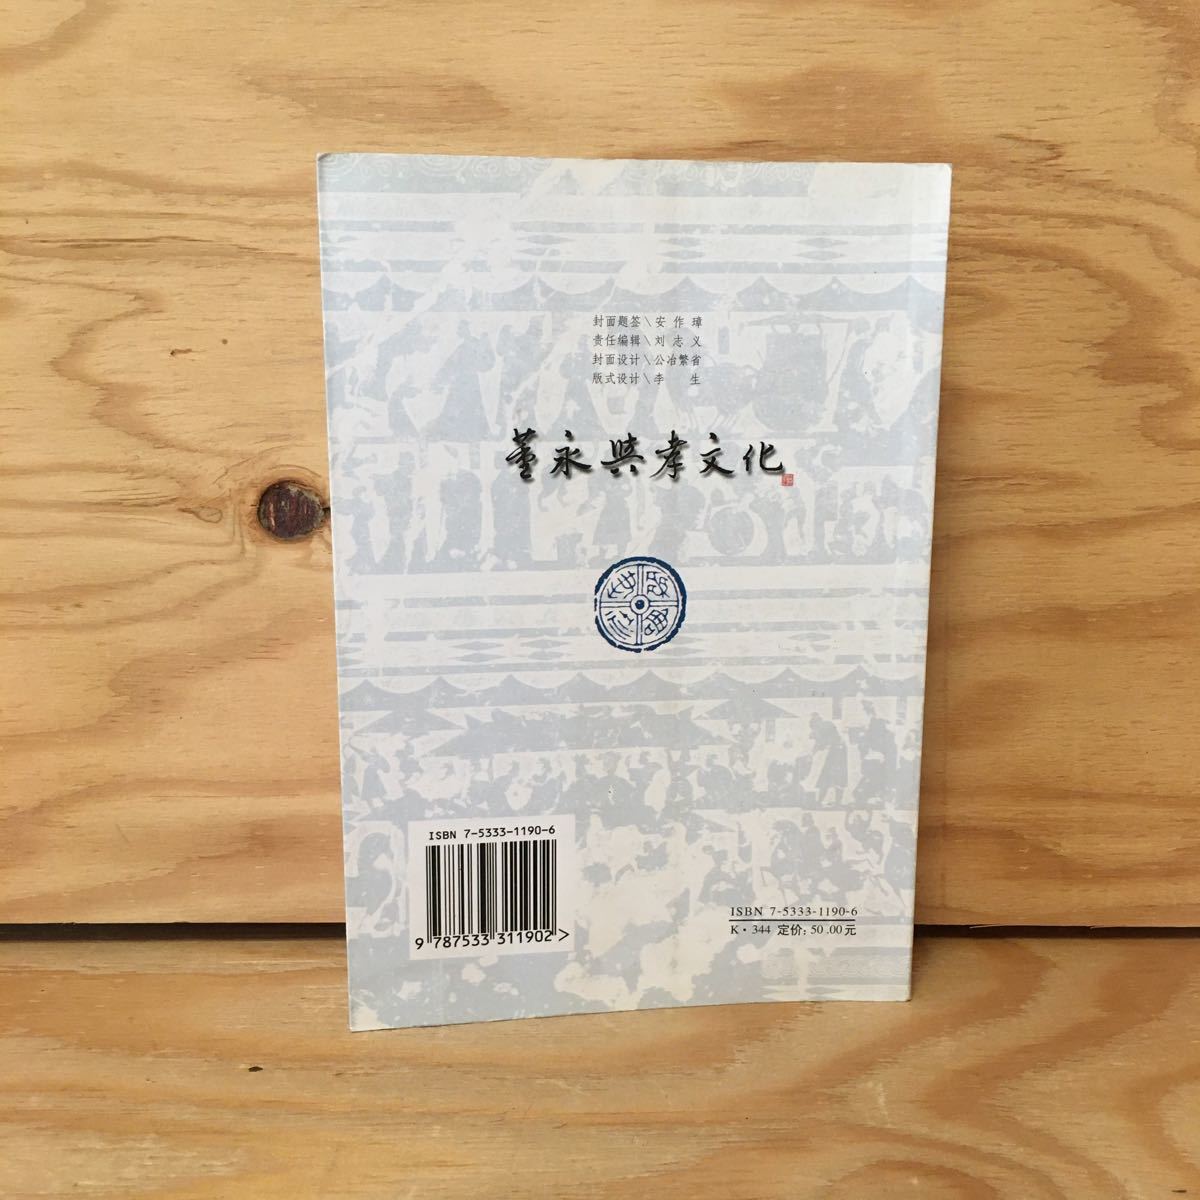 封面题签\安作璋
责任编辑\刘志义
封面设计\公冶繁省
版式设计\李 生
董永與孝文化
ISBN 7-5333-1190-6
9 787533 311902 >
ISBN 7-5333-1190-6
K·344 定价:50.00元